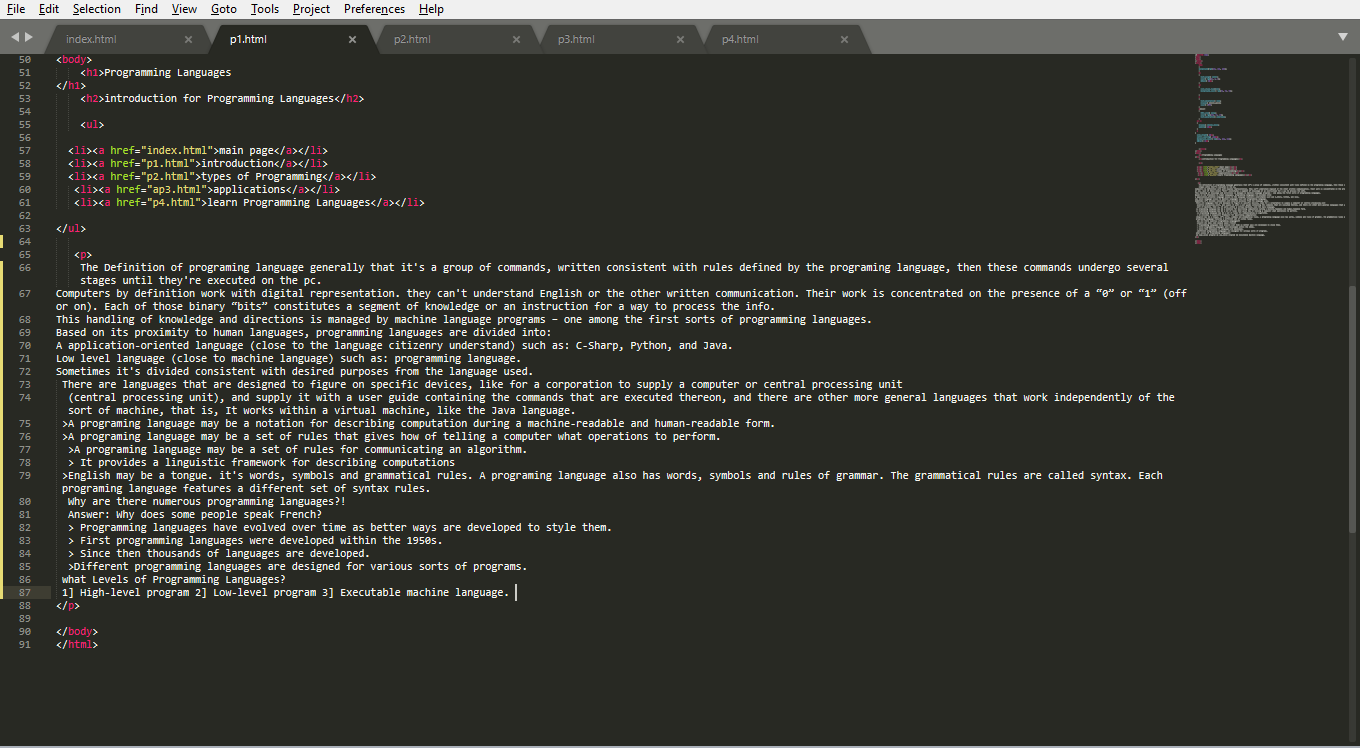 File Edit Selection Find View Goto Tools Project Preferences Help
index.html × p1.html × p2.html × p3.html × p4.html ×
50 <body>
51 <h1>Programming Languages
52 </h1>
53 <h2>introduction for Programming Languages</h2>
54
55 <ul>
56
57 <li><a href="index.html">main page</a></li>
58 <li><a href="p1.html">introduction</a></li>
59 <li><a href="p2.html">types of Programming</a></li>
60 <li><a href="ap3.html">applications</a></li>
61 <li><a href="p4.html">learn Programming Languages</a></li>
62
63 </ul>
64
65 <p>
66 The Definition of programing language generally that it's a group of commands, written consistent with rules defined by the programing language, then these commands undergo several
stages until they're executed on the pc.
67 Computers by definition work with digital representation. they can't understand English or the other written communication. Their work is concentrated on the presence of a “0” or “1” (off
or on). Each of those binary “bits” constitutes a segment of knowledge or an instruction for a way to process the info.
68 This handling of knowledge and directions is managed by machine language programs – one among the first sorts of programming languages.
69 Based on its proximity to human languages, programming languages are divided into:
70 A application-oriented language (close to the language citizenry understand) such as: C-Sharp, Python, and Java.
71 Low level language (close to machine language) such as: programming language.
72 Sometimes it's divided consistent with desired purposes from the language used.
73 There are languages that are designed to figure on specific devices, like for a corporation to supply a computer or central processing unit
74 (central processing unit), and supply it with a user guide containing the commands that are executed thereon, and there are other more general languages that work independently of the
sort of machine, that is, It works within a virtual machine, like the Java language.
75 >A programing language may be a notation for describing computation during a machine-readable and human-readable form.
76 >A programing language may be a set of rules that gives how of telling a computer what operations to perform.
77 >A programing language may be a set of rules for communicating an algorithm.
78 > It provides a linguistic framework for describing computations
79 >English may be a tongue. it's words, symbols and grammatical rules. A programing language also has words, symbols and rules of grammar. The grammatical rules are called syntax. Each
programing language features a different set of syntax rules.
80 Why are there numerous programming languages?!
81 Answer: Why does some people speak French?
82 > Programming languages have evolved over time as better ways are developed to style them.
83 > First programming languages were developed within the 1950s.
84 > Since then thousands of languages are developed.
85 >Different programming languages are designed for various sorts of programs.
86 what Levels of Programming Languages?
87 1] High-level program 2] Low-level program 3] Executable machine language.
88 </p>
89
90 </body>
91 </html>